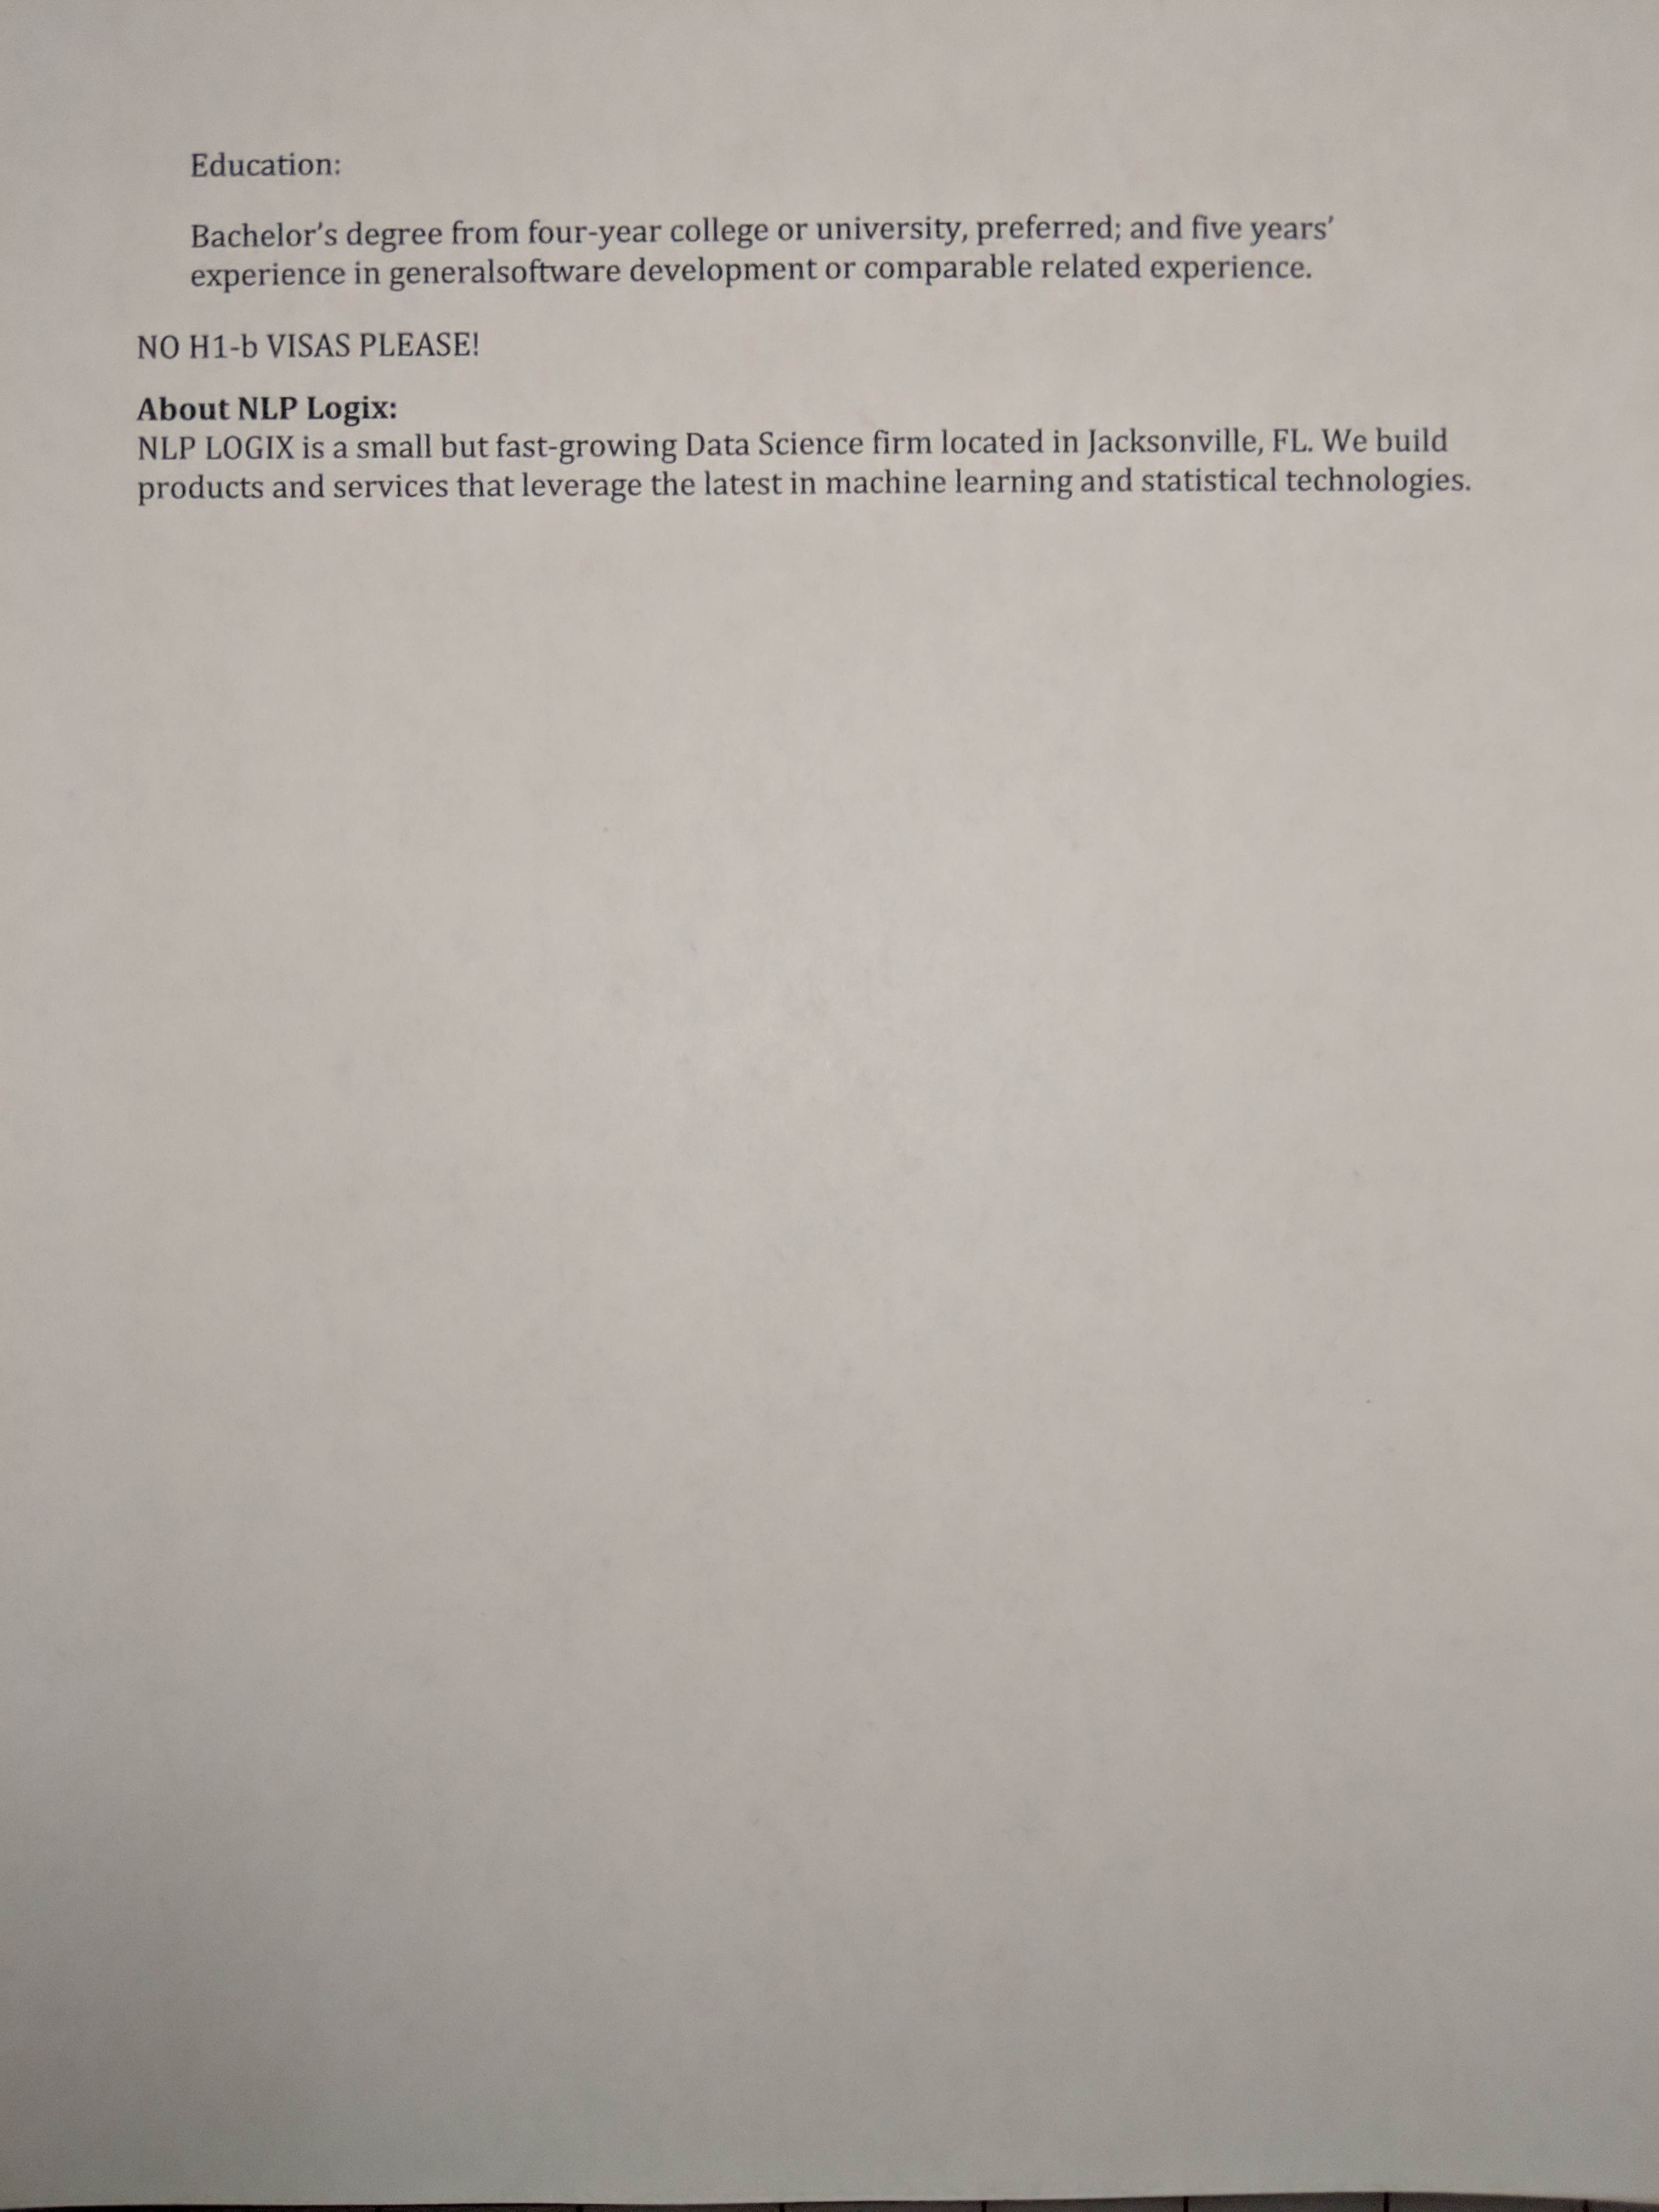 Education:
Bachelor's degree from four-year college or university, preferred; and five years'
experience in generalsoftware development or comparable related experience.
NO H1-b VISAS PLEASE!
About NLP Logix:
NLP LOGIX is a small but fast-growing Data Science firm located in Jacksonville, FL. We build
products and services that leverage the latest in machine learning and statistical technologies.